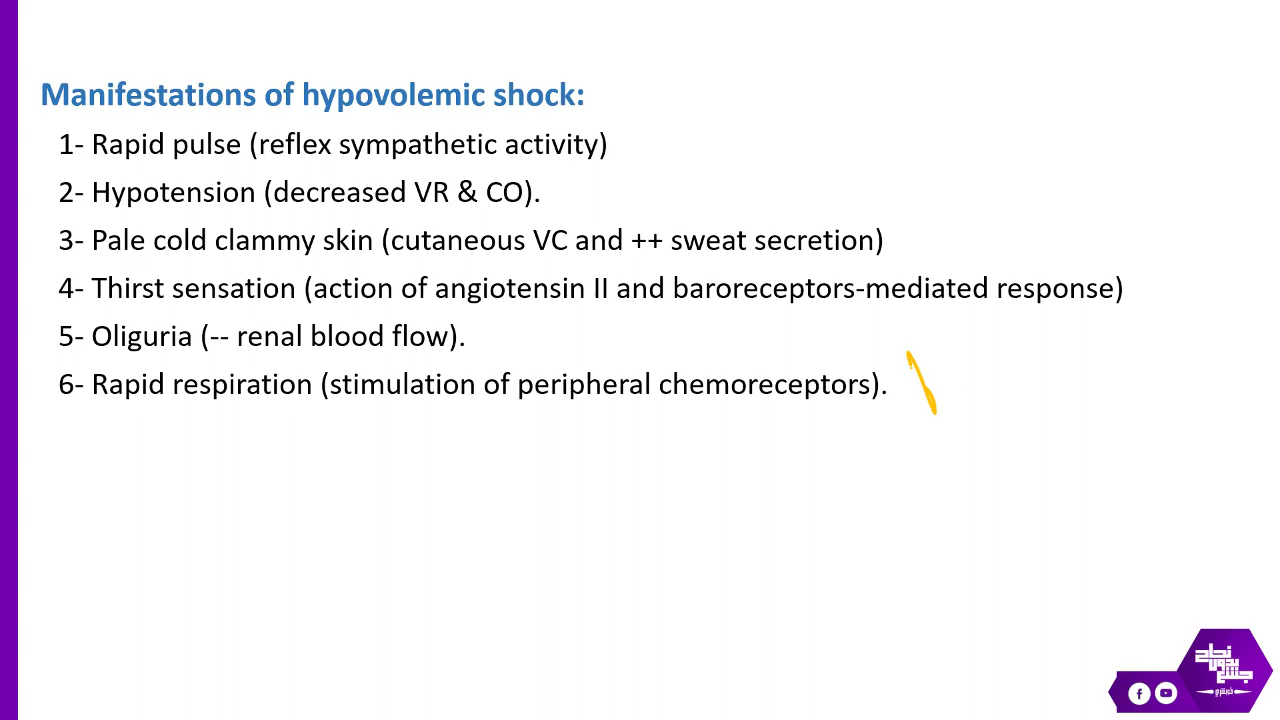 Manifestations of hypovolemic shock:
1- Rapid pulse (reflex sympathetic activity)
2- Hypotension (decreased VR & CO).
3- Pale cold clammy skin (cutaneous VC and ++ sweat secretion)
4- Thirst sensation (action of angiotensin II and baroreceptors-mediated response)
5- Oliguria (-- renal blood flow).
6- Rapid respiration (stimulation of peripheral chemoreceptors).
نجاح
بدون